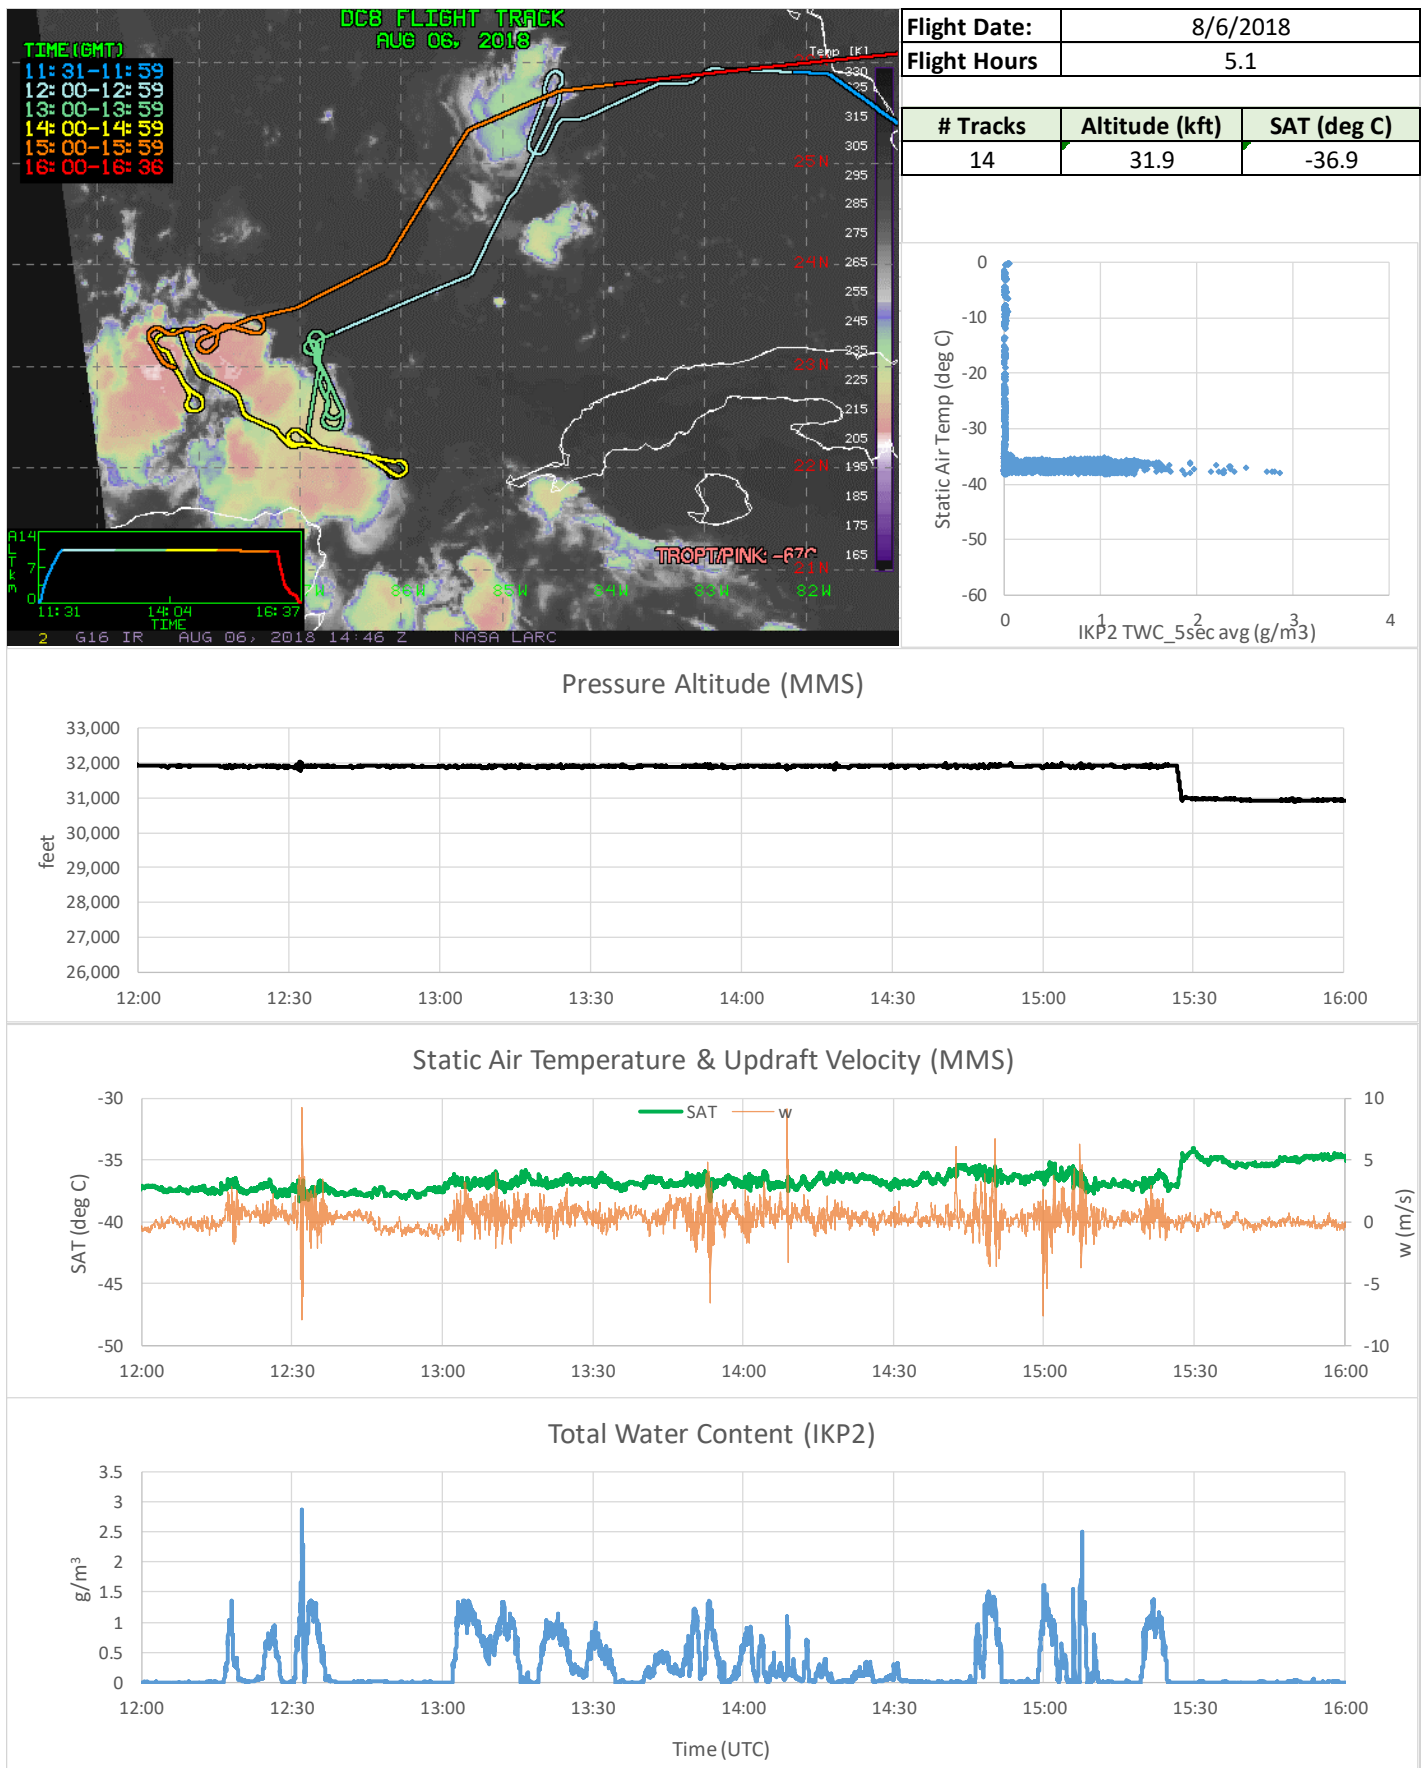 DC8 FLIGHT TRACK
AUG 06, 2018
TIME(GMT)
11:31-11:59
12:00-12:59
13:00-13:59
14:00-14:59
15:00-15:59
16:00-16:36
Temp [K]
330
325
315
305
295
285
275
265
255
245
235
225
215
205
195
185
175
165
25N
24N
23N
22N
21N
86W
85W
84W
83W
82W
TROPT/PINK: -67C
ALT KM
14
7
0
11:31
14:04
16:37
TIME
2 G16 IR AUG 06, 2018 14:46 Z NASA LARC
Flight Date: 8/6/2018
Flight Hours 5.1
# Tracks Altitude (kft) SAT (deg C)
14 31.9 -36.9
Static Air Temp (deg C)
0
-10
-20
-30
-40
-50
-60
0 1 2 3 4
IKP2 TWC_5sec avg (g/m3)
Pressure Altitude (MMS)
feet
33,000
32,000
31,000
30,000
29,000
28,000
27,000
26,000
12:00 12:30 13:00 13:30 14:00 14:30 15:00 15:30 16:00
Static Air Temperature & Updraft Velocity (MMS)
SAT w
SAT (deg C)
-30
-35
-40
-45
-50
10
5
0
-5
-10
w (m/s)
12:00 12:30 13:00 13:30 14:00 14:30 15:00 15:30 16:00
Total Water Content (IKP2)
g/m³
3.5
3
2.5
2
1.5
1
0.5
0
12:00 12:30 13:00 13:30 14:00 14:30 15:00 15:30 16:00
Time (UTC)